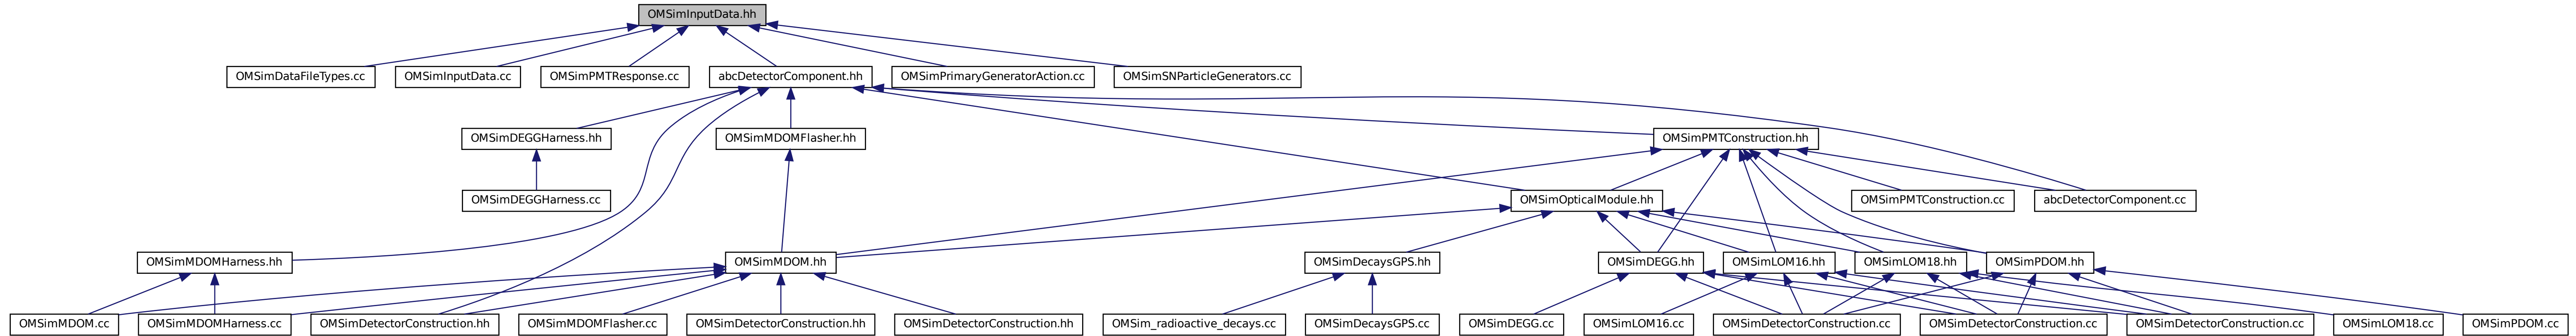 OMSimInputData.hh
OMSimDataFileTypes.cc
OMSimInputData.cc
OMSimPMTResponse.cc
abcDetectorComponent.hh
OMSimPrimaryGeneratorAction.cc
OMSimSNParticleGenerators.cc
OMSimDEGGHarness.hh
OMSimMDOMFlasher.hh
OMSimPMTConstruction.hh
OMSimDEGGHarness.cc
OMSimOpticalModule.hh
OMSimPMTConstruction.cc
abcDetectorComponent.cc
OMSimMDOMHarness.hh
OMSimMDOM.hh
OMSimDecaysGPS.hh
OMSimDEGG.hh
OMSimLOM16.hh
OMSimLOM18.hh
OMSimPDOM.hh
OMSimMDOM.cc
OMSimMDOMHarness.cc
OMSimDetectorConstruction.hh
OMSimMDOMFlasher.cc
OMSimDetectorConstruction.hh
OMSimDetectorConstruction.hh
OMSim_radioactive_decays.cc
OMSimDecaysGPS.cc
OMSimDEGG.cc
OMSimLOM16.cc
OMSimDetectorConstruction.cc
OMSimDetectorConstruction.cc
OMSimDetectorConstruction.cc
OMSimLOM18.cc
OMSimPDOM.cc